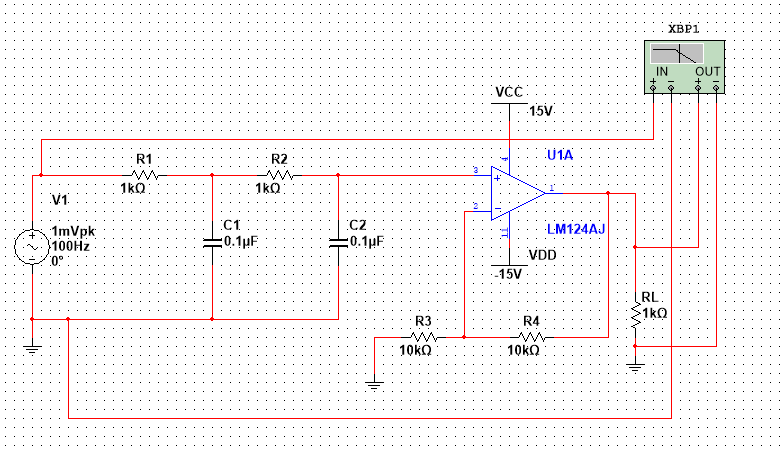 XBP1
IN OUT
+ − + −
VCC
15V
R1
1kΩ
R2
1kΩ
U1A
4
3
+
1
2
−
11
LM124AJ
V1
1mVpk
100Hz
0°
+
−
C1
0.1µF
C2
0.1µF
VDD
-15V
R3
10kΩ
R4
10kΩ
RL
1kΩ